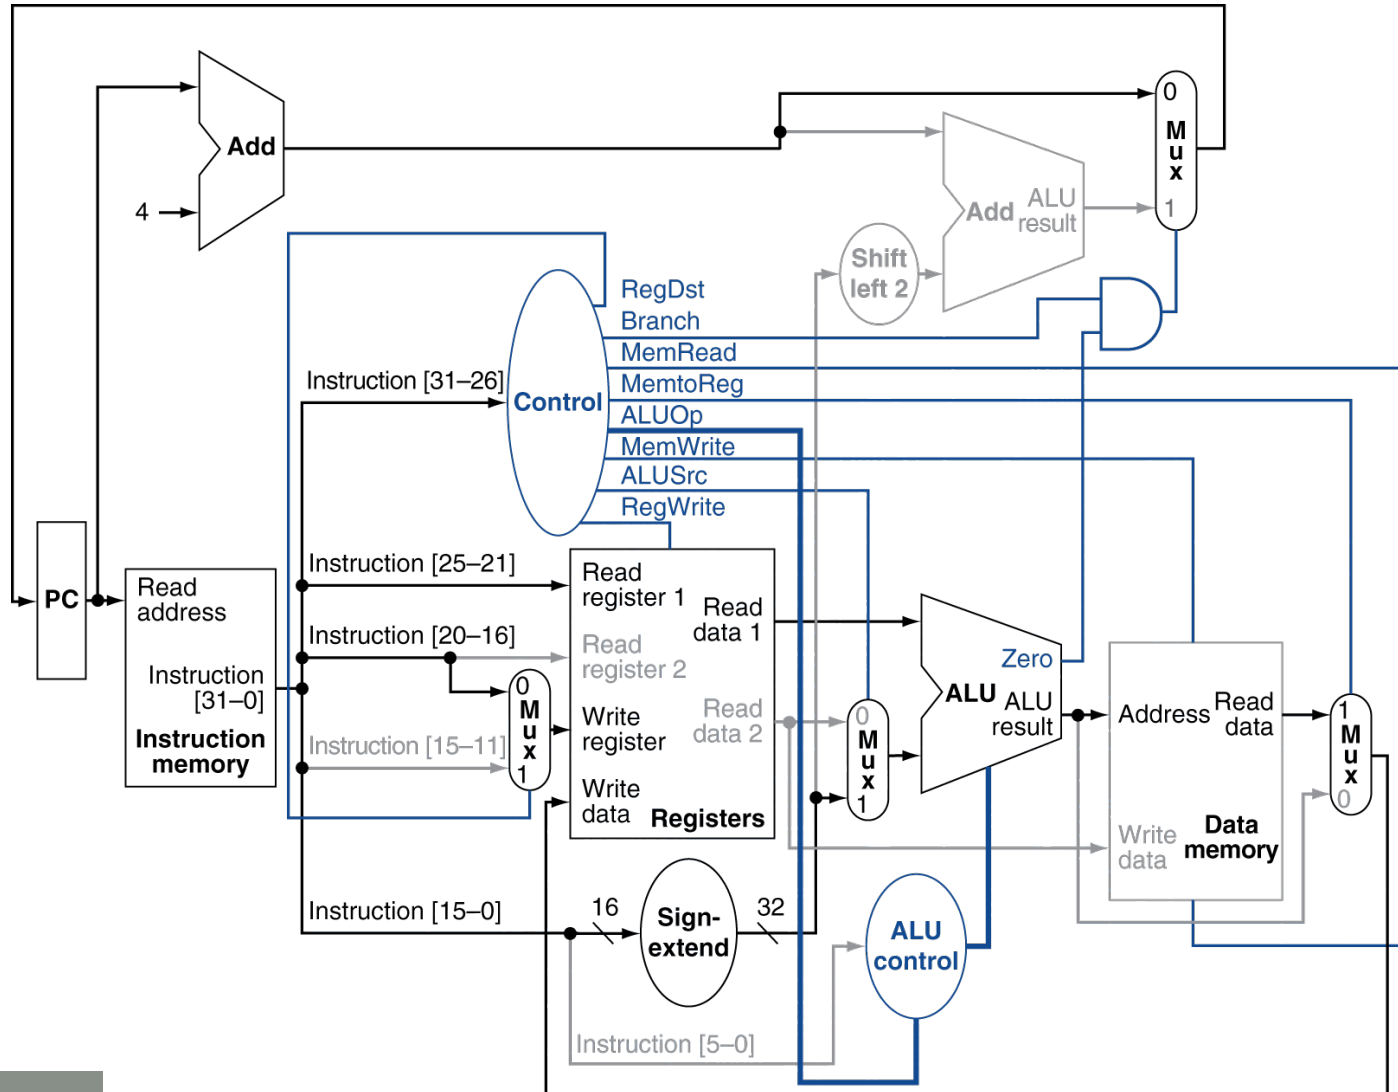 0
M
u
x
1
Add
4
Add
ALU
result
Shift
left 2
RegDst
Branch
MemRead
MemtoReg
ALUOp
MemWrite
ALUSrc
RegWrite
Instruction [31–26]
Control
PC
Read
address
Instruction
[31–0]
Instruction
memory
Instruction [25–21]
Instruction [20–16]
Instruction [15–11]
0
M
u
x
1
Read
register 1
Read
register 2
Write
register
Write
data
Read
data 1
Read
data 2
Registers
0
M
u
x
1
Zero
ALU
ALU
result
Address
Read
data
Write
data
Data
memory
1
M
u
x
0
Instruction [15–0]
16
Sign-
extend
32
ALU
control
Instruction [5–0]